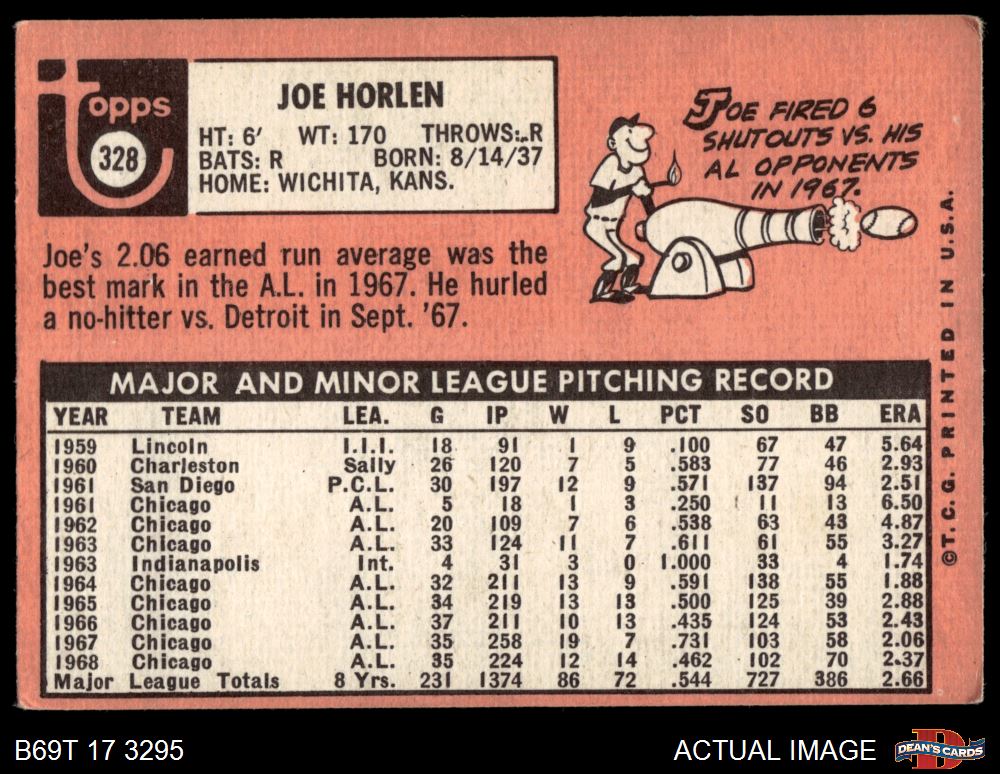 topps
328
JOE HORLEN
HT: 6' WT: 170 THROWS: R
BATS: R BORN: 8/14/37
HOME: WICHITA, KANS.
JOE FIRED 6
SHUTOUTS VS. HIS
AL OPPONENTS
IN 1967.
Joe's 2.06 earned run average was the
best mark in the A.L. in 1967. He hurled
a no-hitter vs. Detroit in Sept. '67.
MAJOR AND MINOR LEAGUE PITCHING RECORD
YEAR TEAM LEA. G IP W L PCT SO BB ERA
1959 Lincoln I.I.I. 18 91 1 9 .100 67 47 5.64
1960 Charleston Sally 26 120 7 5 .583 77 46 2.93
1961 San Diego P.C.L. 30 197 12 9 .571 137 94 2.51
1961 Chicago A.L. 5 18 1 3 .250 11 13 6.50
1962 Chicago A.L. 20 109 7 6 .538 63 43 4.87
1963 Chicago A.L. 33 124 11 7 .611 61 55 3.27
1963 Indianapolis Int. 4 31 3 0 1.000 33 4 1.74
1964 Chicago A.L. 32 211 13 9 .591 138 55 1.88
1965 Chicago A.L. 34 219 13 13 .500 125 39 2.88
1966 Chicago A.L. 37 211 10 13 .435 124 53 2.43
1967 Chicago A.L. 35 258 19 7 .731 103 58 2.06
1968 Chicago A.L. 35 224 12 14 .462 102 70 2.37
Major League Totals 8 Yrs. 231 1374 86 72 .544 727 386 2.66
©T.C.G. PRINTED IN U.S.A.
B69T 17 3295
ACTUAL IMAGE
DEAN'S CARDS